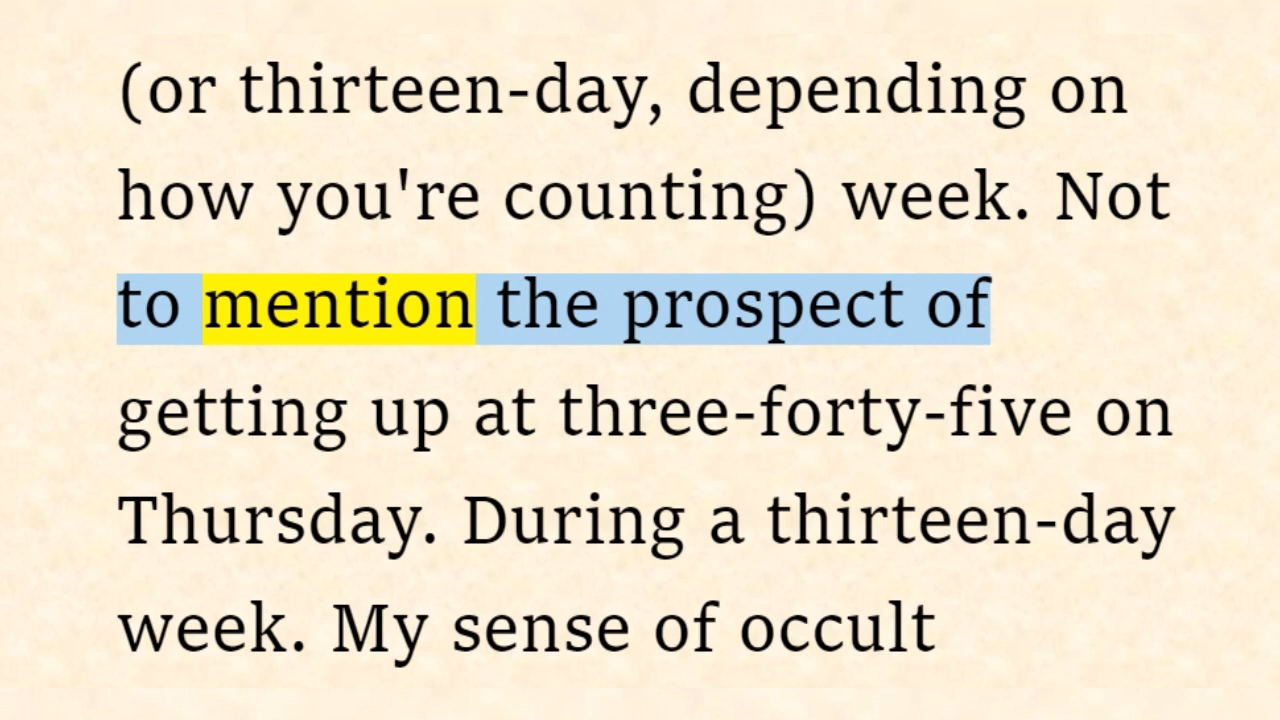 (or thirteen-day, depending on
how you're counting) week. Not
to mention the prospect of
getting up at three-forty-five on
Thursday. During a thirteen-day
week. My sense of occult